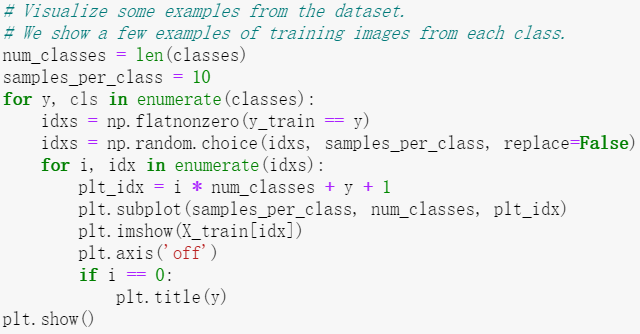 # Visualize some examples from the dataset.
# We show a few examples of training images from each class.
num_classes = len(classes)
samples_per_class = 10
for y, cls in enumerate(classes):
    idxs = np.flatnonzero(y_train == y)
    idxs = np.random.choice(idxs, samples_per_class, replace=False)
    for i, idx in enumerate(idxs):
        plt_idx = i * num_classes + y + 1
        plt.subplot(samples_per_class, num_classes, plt_idx)
        plt.imshow(X_train[idx])
        plt.axis('off')
        if i == 0:
            plt.title(y)
plt.show()